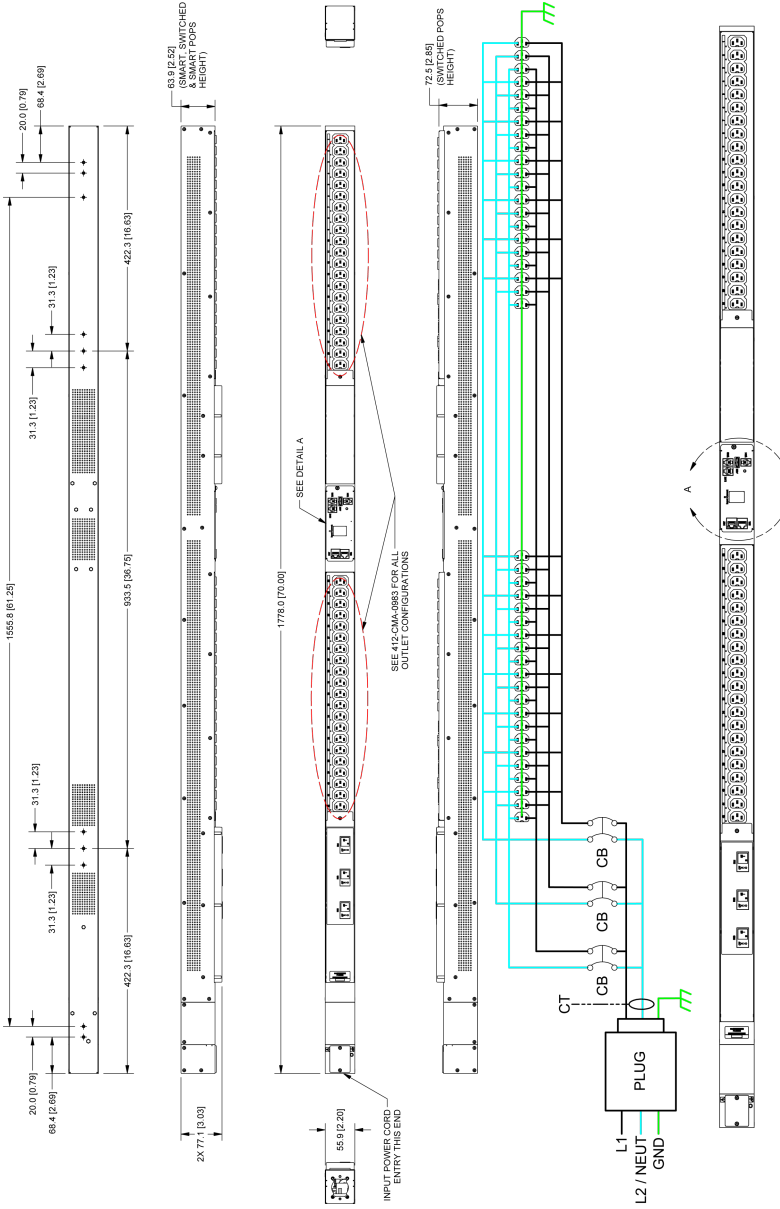 20.0 [0.79]
68.4 [2.69]
1555.8 [61.25]
31.3 [1.23]
31.3 [1.23]
422.3 [16.63]
933.5 [36.75]
31.3 [1.23]
31.3 [1.23]
422.3 [16.63]
20.0 [0.79]
68.4 [2.69]
63.9 [2.52]
(SMART, SWITCHED
& SMART POPS
HEIGHT)
2X 77.1 [3.03]
1778.0 [70.00]
SEE DETAIL A
SEE 412-CMA-0983 FOR ALL
OUTLET CONFIGURATIONS
55.9 [2.20]
INPUT POWER CORD
ENTRY THIS END
72.5 [2.85]
(SWITCHED POPS
HEIGHT)
CB
CB
CB
CT
PLUG
L1
L2 / NEUT
GND
A